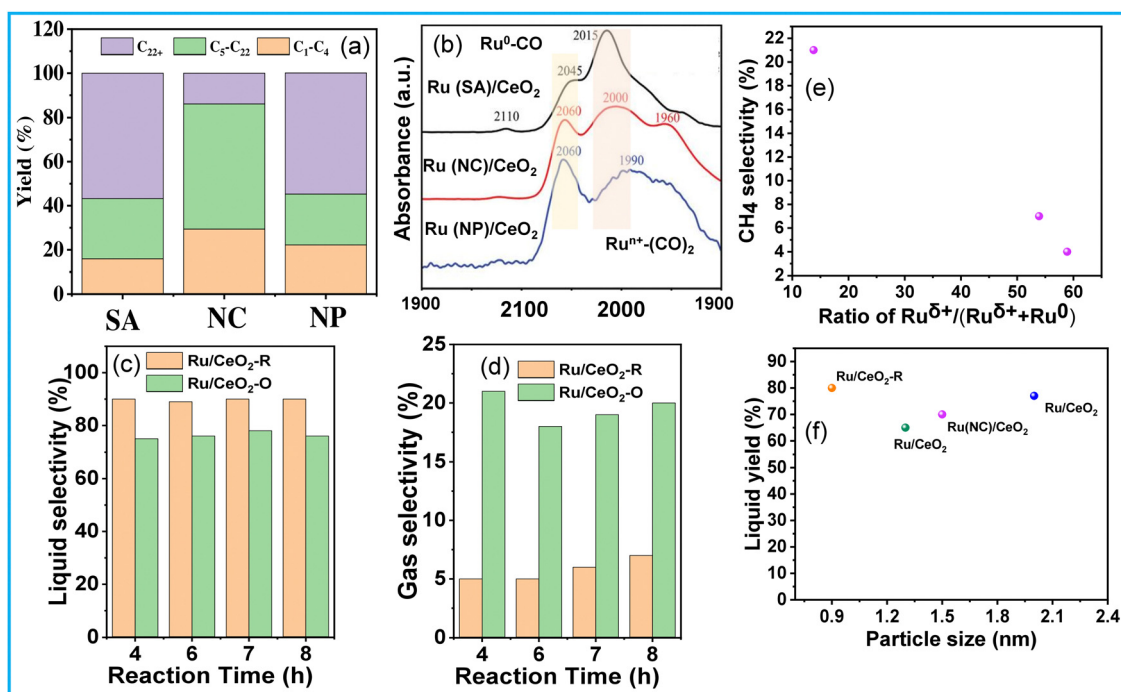 (a)
C₂₂₊ C₅-C₂₂ C₁-C₄
Yield (%)
120
100
80
60
40
20
0
SA NC NP
(b)
Ru⁰-CO
2015
2045
Ru (SA)/CeO₂
2110
2060 2000 1960
Ru (NC)/CeO₂
2060
1990
Ru (NP)/CeO₂
Ruⁿ⁺-(CO)₂
Absorbance (a.u.)
1900 2100 2000 1900
(e)
CH4 selectivity (%)
22
20
18
16
14
12
10
8
6
4
2
10 20 30 40 50 60
Ratio of Ruᵟ⁺/(Ruᵟ⁺+Ru⁰)
(c)
Ru/CeO₂-R
Ru/CeO₂-O
Liquid selectivity (%)
100
80
60
40
20
0
4 6 7 8
Reaction Time (h)
(d)
Ru/CeO₂-R
Ru/CeO₂-O
Gas selectivity (%)
25
20
15
10
5
0
4 6 7 8
Reaction Time (h)
(f)
Liquid yield (%)
90
80
70
60
50
40
30
20
10
0
Ru/CeO₂-R
Ru/CeO₂
Ru/CeO₂
Ru(NC)/CeO₂
0.9 1.2 1.5 1.8 2.1 2.4
Particle size (nm)